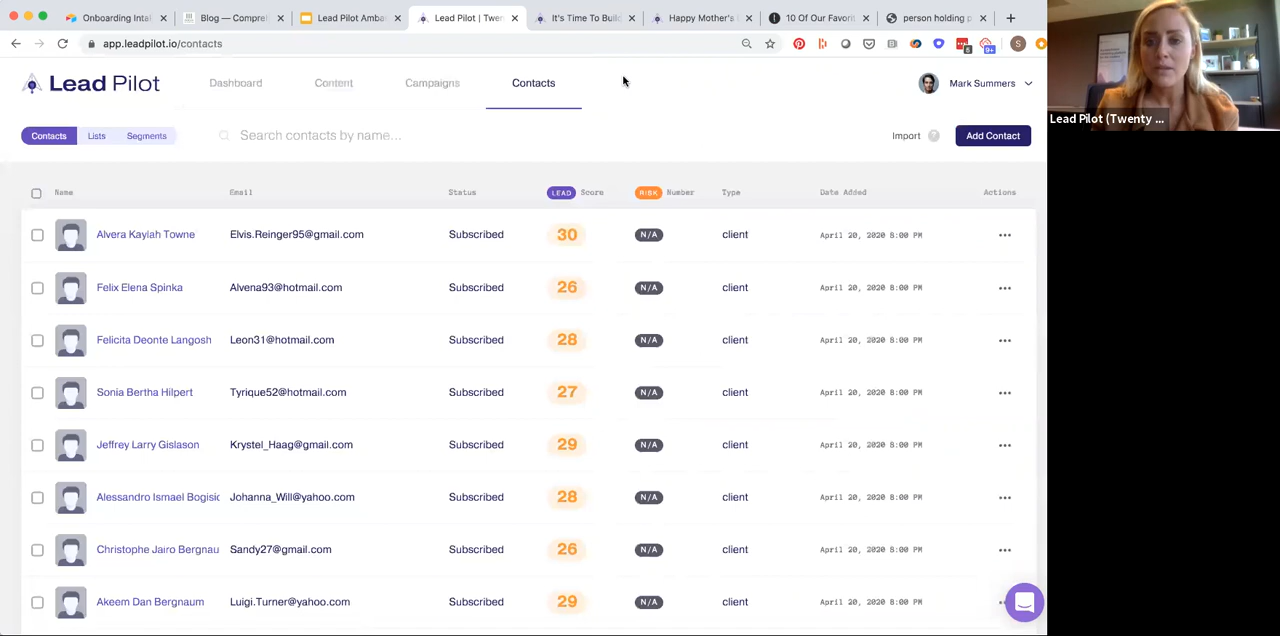 Onboarding Intak
Blog — Compreh
Lead Pilot Amba
Lead Pilot | Twen
It's Time To Build
Happy Mother's D
10 Of Our Favori
person holding p
app.leadpilot.io/contacts
5
9+
S
Lead Pilot
Dashboard
Content
Campaigns
Contacts
Mark Summers
Contacts
Lists
Segments
Search contacts by name...
Import ?
Add Contact
Name Email Status LEAD Score RISK Number Type Date Added Actions
Alvera Kaylah Towne Elvis.Reinger95@gmail.com Subscribed 30 N/A client April 20, 2020 8:00 PM
Felix Elena Spinka Alvena93@hotmail.com Subscribed 26 N/A client April 20, 2020 8:00 PM
Felicita Deonte Langosh Leon31@hotmail.com Subscribed 28 N/A client April 20, 2020 8:00 PM
Sonia Bertha Hilpert Tyrique52@hotmail.com Subscribed 27 N/A client April 20, 2020 8:00 PM
Jeffrey Larry Gislason Krystel_Haag@gmail.com Subscribed 29 N/A client April 20, 2020 8:00 PM
Alessandro Ismael Bogisic Johanna_Will@yahoo.com Subscribed 28 N/A client April 20, 2020 8:00 PM
Christophe Jairo Bergnau Sandy27@gmail.com Subscribed 26 N/A client April 20, 2020 8:00 PM
Akeem Dan Bergnaum Luigi.Turner@yahoo.com Subscribed 29 N/A client April 20, 2020 8:00 PM
Lead Pilot (Twenty ...